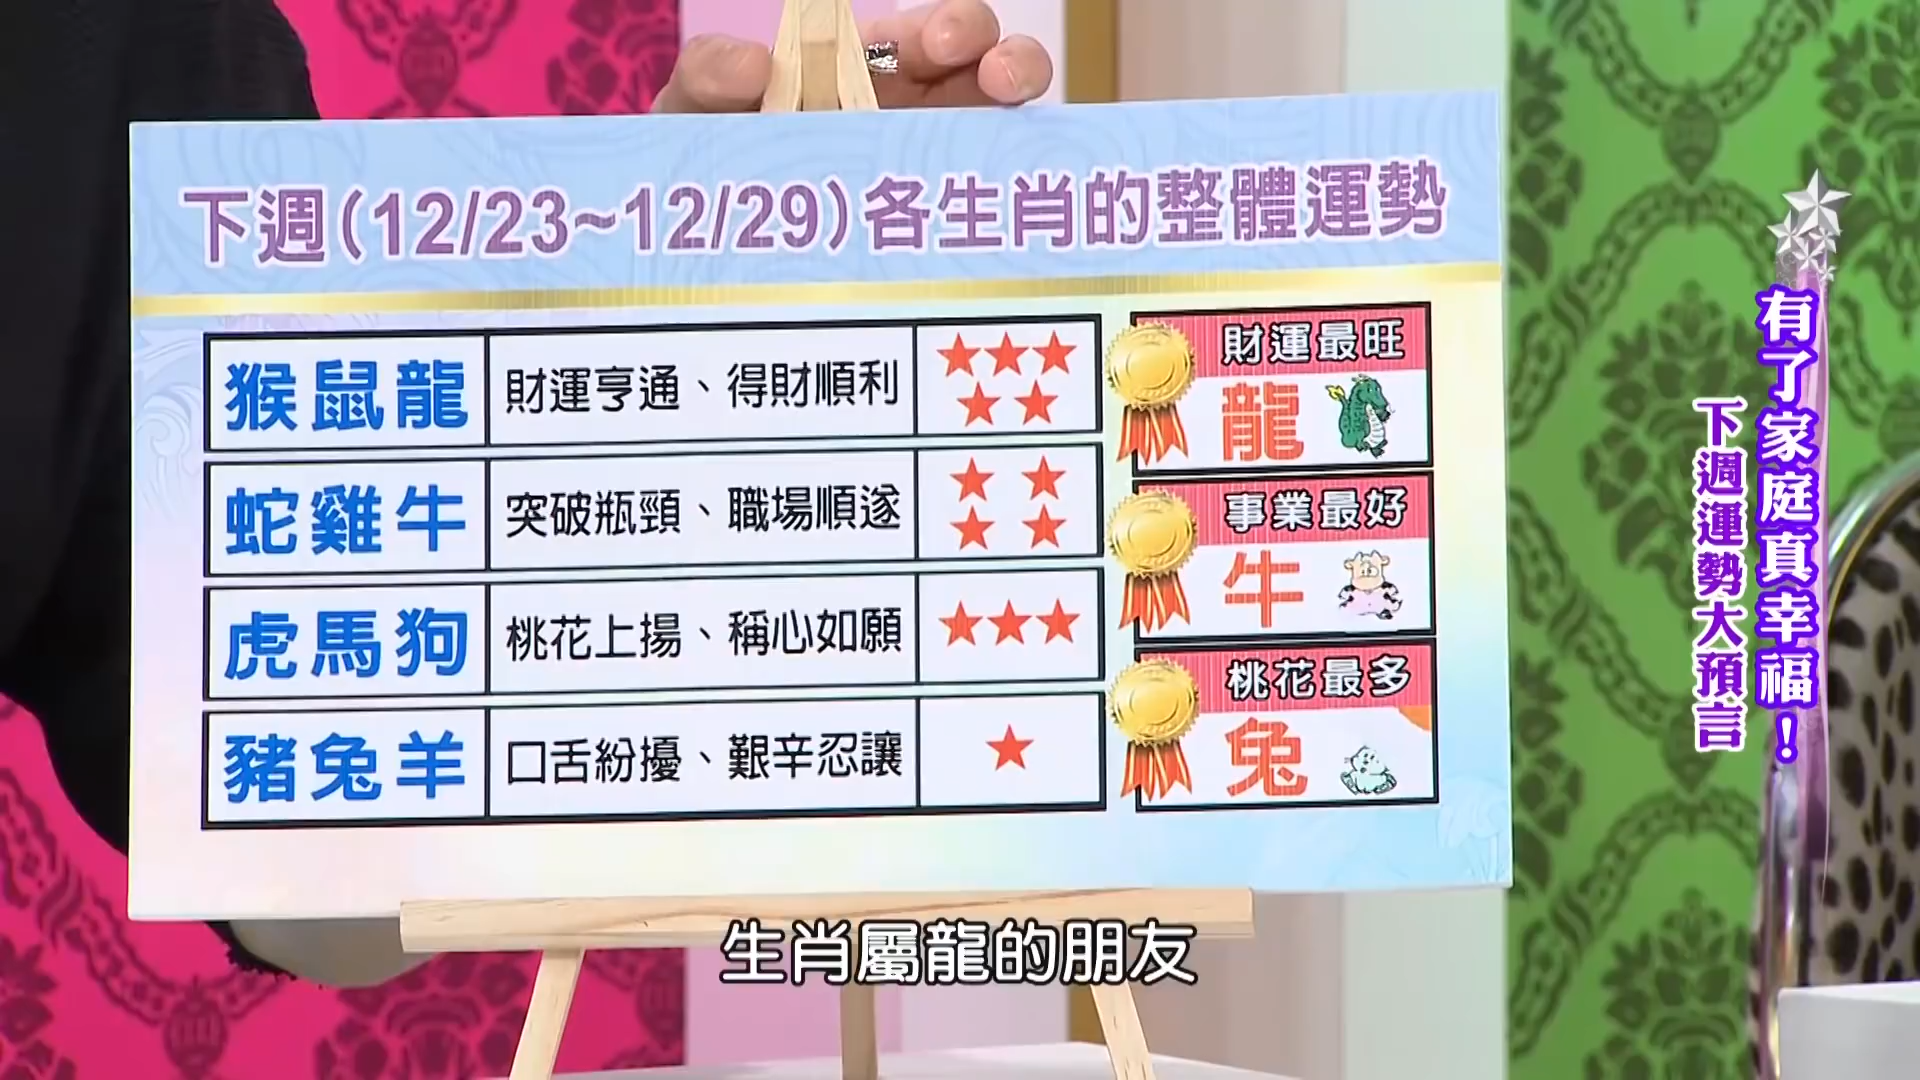 下週(12/23~12/29)各生肖的整體運勢
猴鼠龍 財運亨通、得財順利
蛇雞牛 突破瓶頸、職場順遂
虎馬狗 桃花上揚、稱心如願
豬兔羊 口舌紛擾、艱辛忍讓
財運最旺
龍
事業最好
牛
桃花最多
兔
有了家庭真幸福!
下週運勢大預言
生肖屬龍的朋友